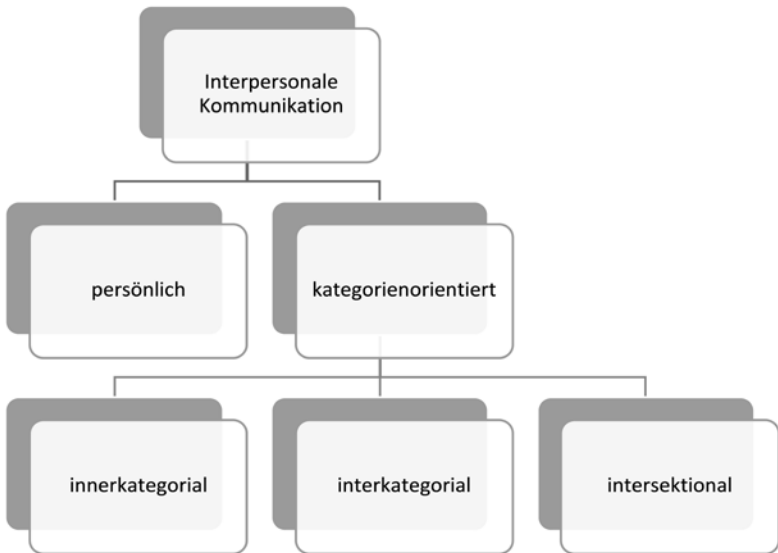 Interpersonale
Kommunikation
persönlich
kategorienorientiert
innerkategorial
interkategorial
intersektional